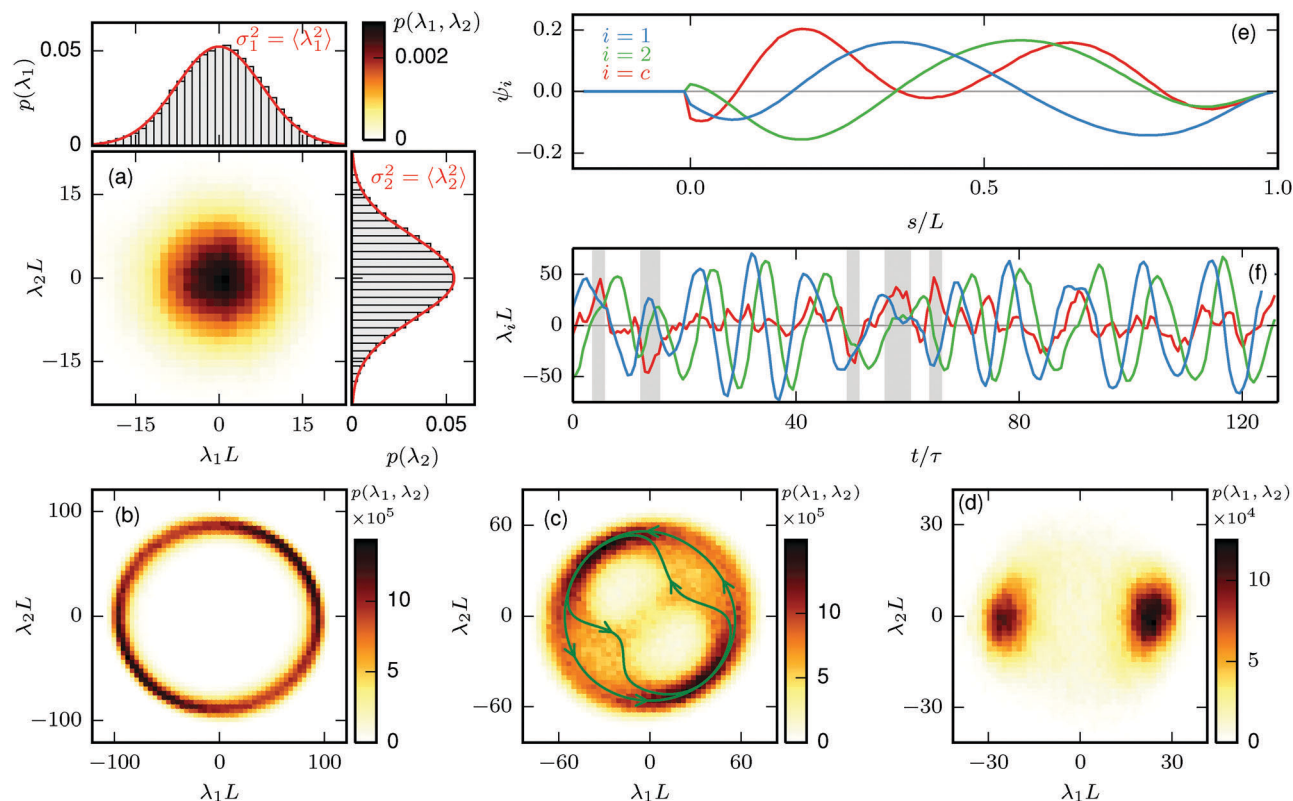 p(λ₁)
0.05
0
σ₁² = ⟨λ₁²⟩
p(λ₁, λ₂)
0.002
0
(a)
λ₂L
15
0
−15
−15 0 15
λ₁L
σ₂² = ⟨λ₂²⟩
0 0.05
p(λ₂)
(e)
i = 1
i = 2
i = c
ψᵢ
0.2
0.0
−0.2
0.0 0.5 1.0
s/L
(f)
λᵢL
50
0
−50
0 40 80 120
t/τ
(b)
λ₂L
100
0
−100
−100 0 100
λ₁L
p(λ₁, λ₂)
×10⁵
10
5
0
(c)
λ₂L
60
0
−60
−60 0 60
λ₁L
p(λ₁, λ₂)
×10⁵
10
5
0
(d)
λ₂L
30
0
−30
−30 0 30
λ₁L
p(λ₁, λ₂)
×10⁴
10
5
0